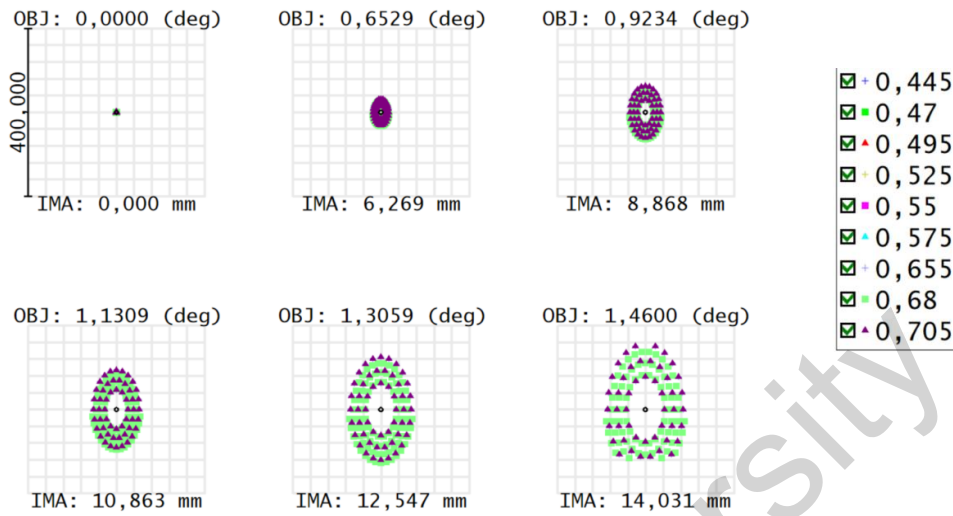 OBJ: 0,0000 (deg)
OBJ: 0,6529 (deg)
OBJ: 0,9234 (deg)
400,000
IMA: 0,000 mm
IMA: 6,269 mm
IMA: 8,868 mm
0,445
0,47
0,495
0,525
0,55
0,575
0,655
0,68
0,705
OBJ: 1,1309 (deg)
OBJ: 1,3059 (deg)
OBJ: 1,4600 (deg)
IMA: 10,863 mm
IMA: 12,547 mm
IMA: 14,031 mm
rsity